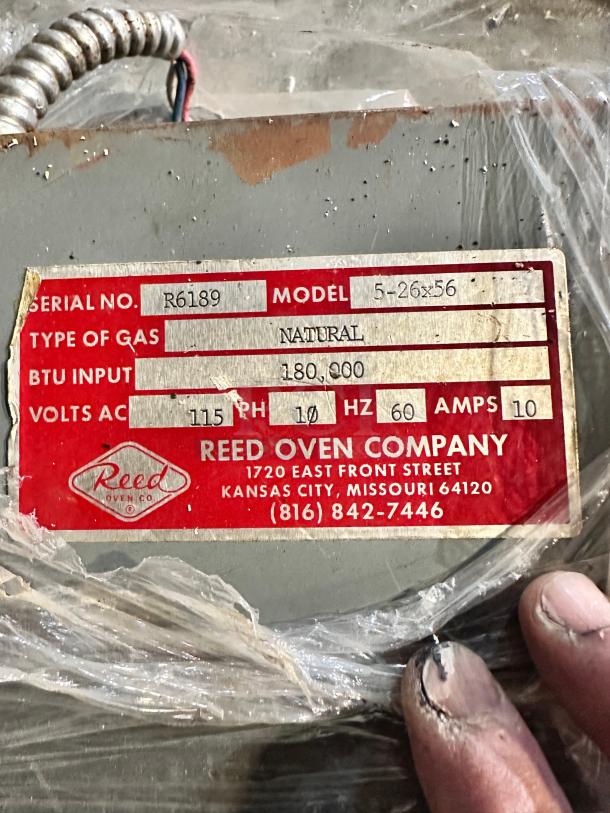 SERIAL NO. R6189 MODEL 5-26x56
TYPE OF GAS NATURAL
BTU INPUT 180,000
VOLTS AC 115 PH 1Ø HZ 60 AMPS 10
REED OVEN COMPANY
1720 EAST FRONT STREET
KANSAS CITY, MISSOURI 64120
(816) 842-7446
Reed
OVEN CO.
®